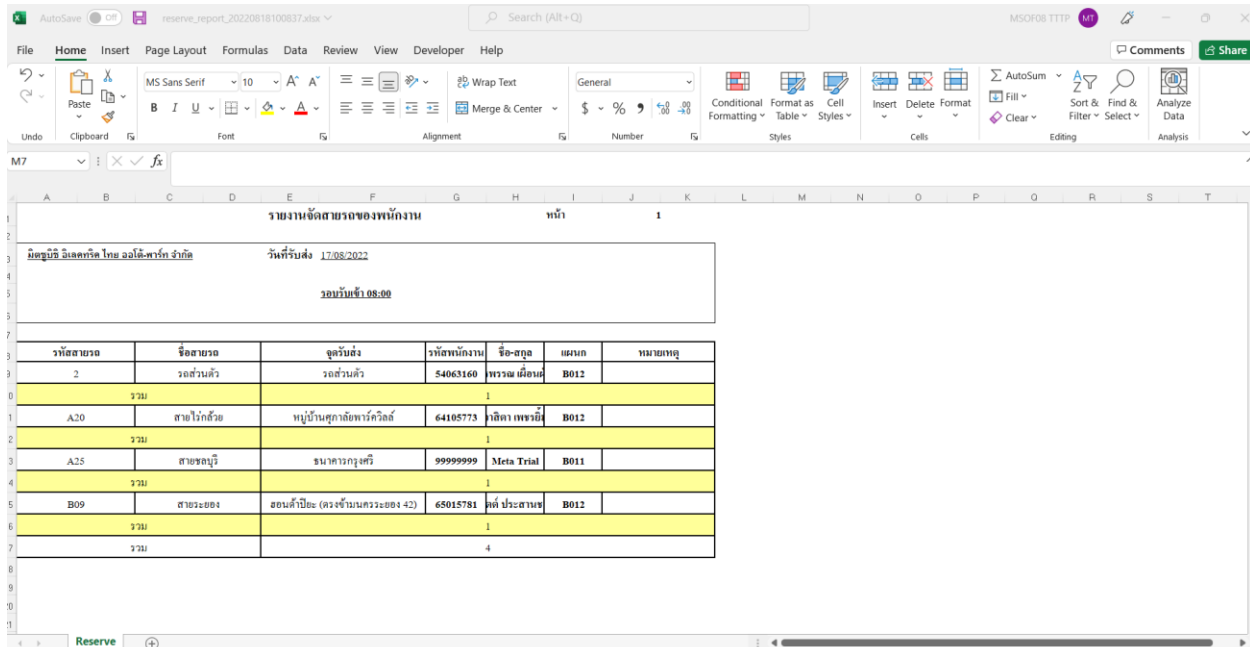 AutoSave Off reserve_report_20220818100837.xlsx Search (Alt+Q) MSOF08 TTTP MT
File Home Insert Page Layout Formulas Data Review View Developer Help Comments Share
MS Sans Serif 10 Wrap Text General AutoSum
Paste Merge & Center Conditional Formatting Format as Table Cell Styles Insert Delete Format Fill Sort & Filter Find & Select Analyze Data
Clear
Undo Clipboard Font Alignment Number Styles Cells Editing Analysis
M7 fx
A B C D E F G H I J K L M N O P Q R S T
รายงานจัดสายรถของพนักงาน หน้า 1
มิตซูบิชิ อิเลคทริค ไทย ออโต้-พาร์ท จำกัด วันที่รับส่ง 17/08/2022
รอบรับเข้า 08:00
รหัสสายรถ ชื่อสายรถ จุดรับส่ง รหัสพนักงาน ชื่อ-สกุล แผนก หมายเหตุ
2 รถส่วนตัว รถส่วนตัว 54063160 B012
รวม 1
A20 สายไร่กล้วย หมู่บ้านศุภาลัยพาร์ควิลล์ 64105773 B012
รวม 1
A25 สายชลบุรี ธนาคารกรุงศรี 99999999 Meta Trial B011
รวม 1
B09 สายระยอง ฮอนด้าปิยะ (ตรงข้ามนครระยอง 42) 65015781 B012
รวม 1
รวม 4
Reserve